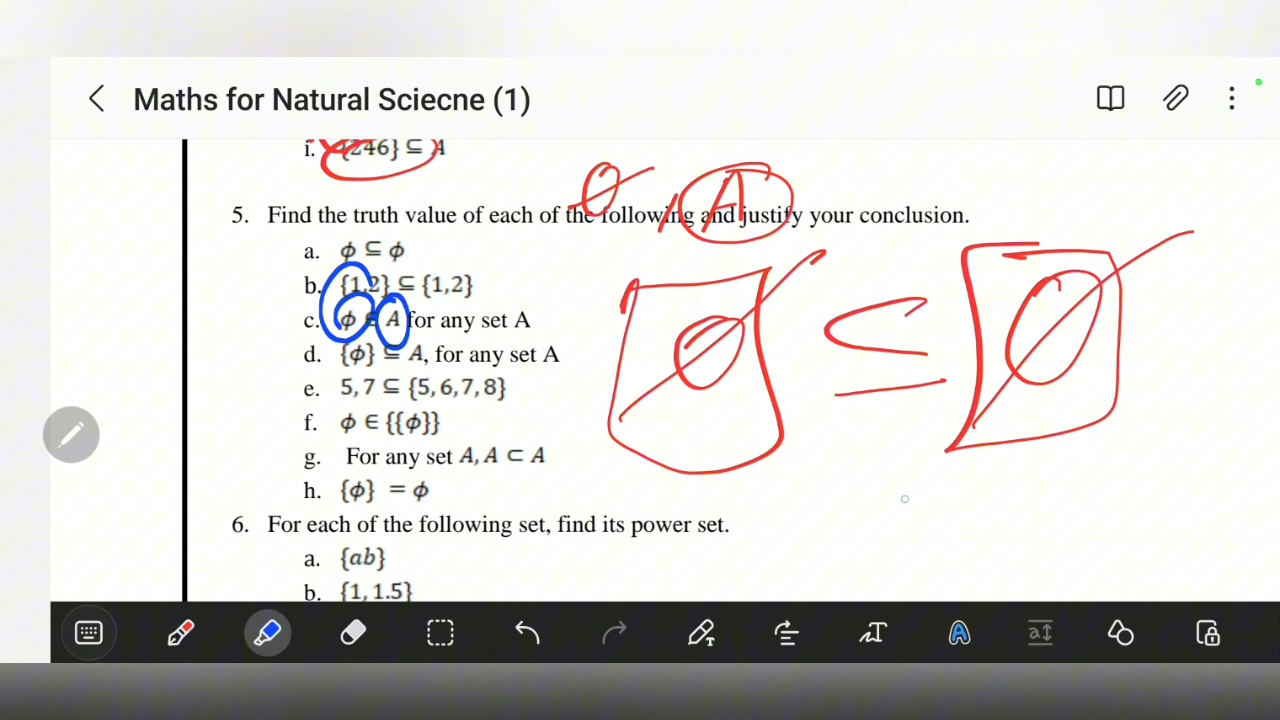 Maths for Natural Sciecne (1)
i. {246} ⊆ A
ϕ, A
5. Find the truth value of each of the following and justify your conclusion.
a. ϕ ⊆ ϕ
b. {1,2} ⊆ {1,2}
c. ϕ ∈ A for any set A
d. {ϕ} ⊆ A, for any set A
e. 5,7 ⊆ {5,6,7,8}
f. ϕ ∈ {{ϕ}}
g. For any set A, A ⊂ A
h. {ϕ} = ϕ
ϕ ⊆ ϕ
6. For each of the following set, find its power set.
a. {ab}
b. {1, 1.5}